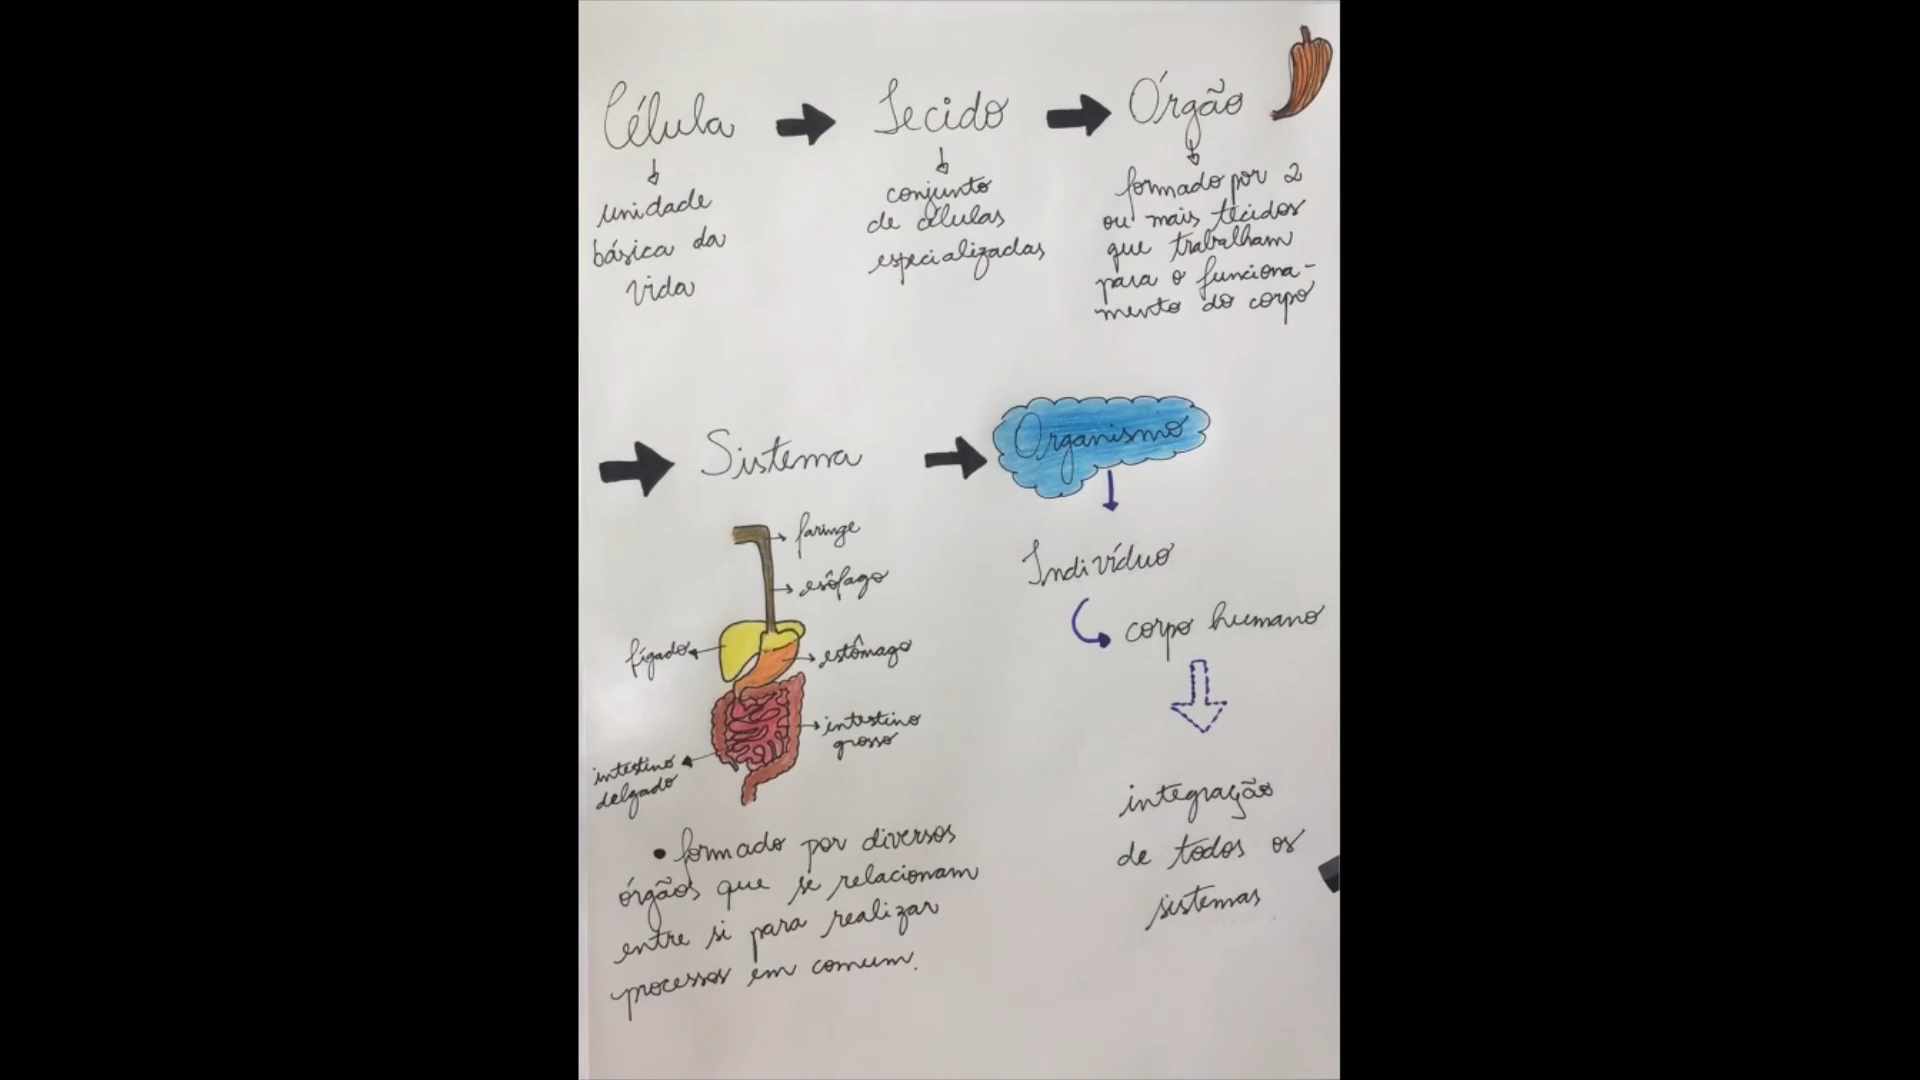 Célula
Tecido
Órgão
unidade
básica da
vida
conjunto
de células
especializadas
formado por 2
ou mais tecidos
que trabalham
para o funciona-
mento do corpo
Sistema
Organismo
faringe
esôfago
fígado
estômago
intestino
grosso
intestino
delgado
• formado por diversos
órgãos que se relacionam
entre si para realizar
processos em comum.
Indivíduo
corpo humano
integração
de todos os
sistemas